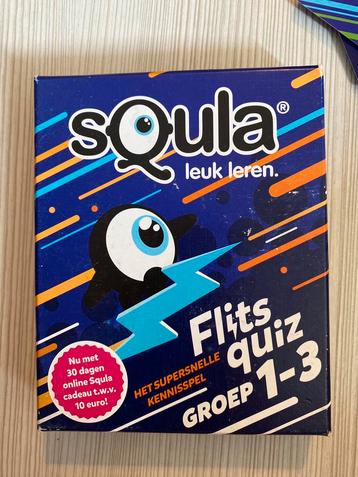 sQula®
leuk leren.
Flits
quiz
HET SUPERSNELLE
KENNISSPEL
GROEP 1-3
Nu met
30 dagen
online Squla
cadeau t.w.v.
10 euro!